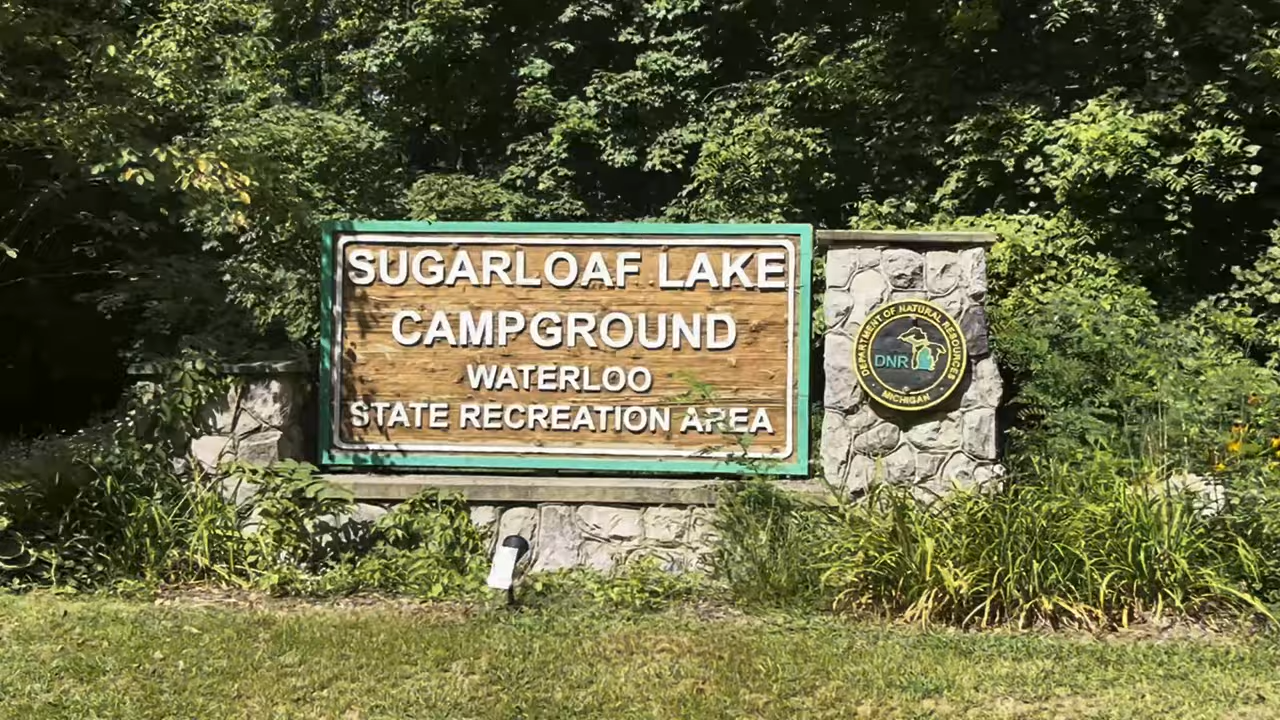 SUGARLOAF LAKE
CAMPGROUND
WATERLOO
STATE RECREATION AREA
DEPARTMENT OF NATURAL RESOURCES
DNR
MICHIGAN